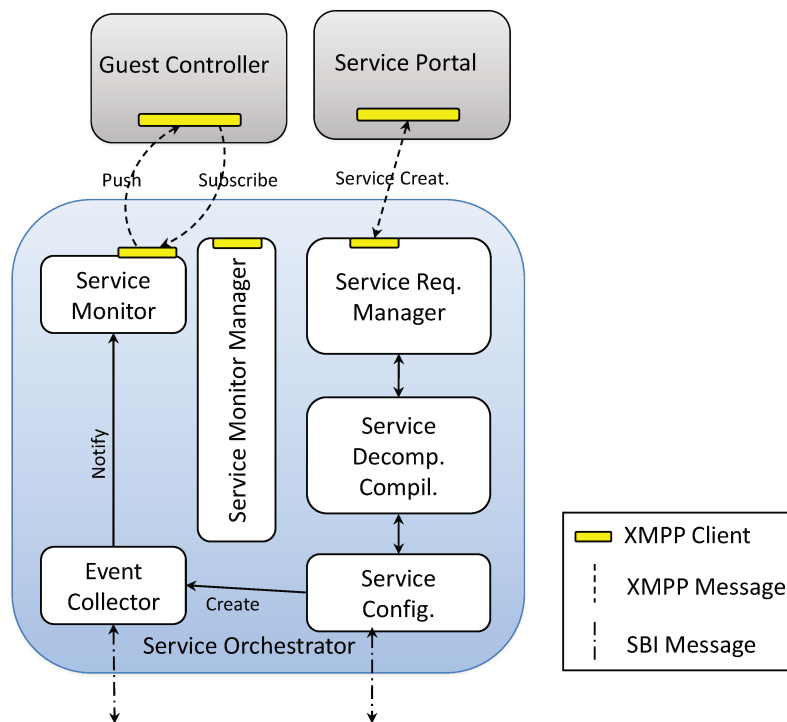 Guest Controller
Service Portal
Push
Subscribe
Service Creat.
Service
Monitor
Service Monitor Manager
Service Req.
Manager
Service
Decomp.
Compil.
Notify
Event
Collector
Create
Service
Config.
Service Orchestrator
XMPP Client
XMPP Message
SBI Message